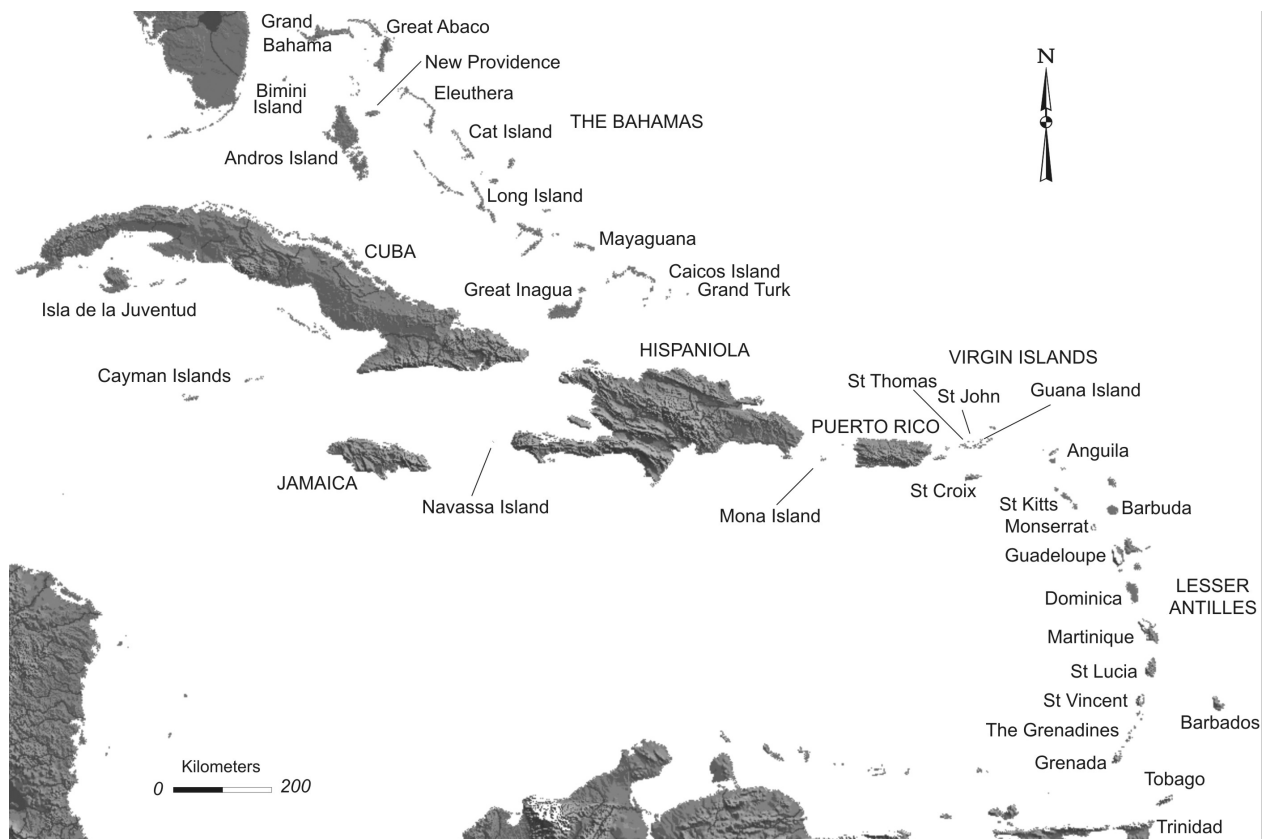 Grand
Bahama
Great Abaco
New Providence
Bimini
Island
Eleuthera
THE BAHAMAS
Cat Island
Andros Island
Long Island
N
CUBA
Mayaguana
Caicos Island
Great Inagua
Grand Turk
Isla de la Juventud
HISPANIOLA
VIRGIN ISLANDS
Cayman Islands
St Thomas
St John
Guana Island
PUERTO RICO
Anguila
JAMAICA
St Croix
Navassa Island
Mona Island
St Kitts
Barbuda
Monserrat
Guadeloupe
LESSER
ANTILLES
Dominica
Martinique
St Lucia
St Vincent
Barbados
The Grenadines
Grenada
Kilometers
0 200
Tobago
Trinidad